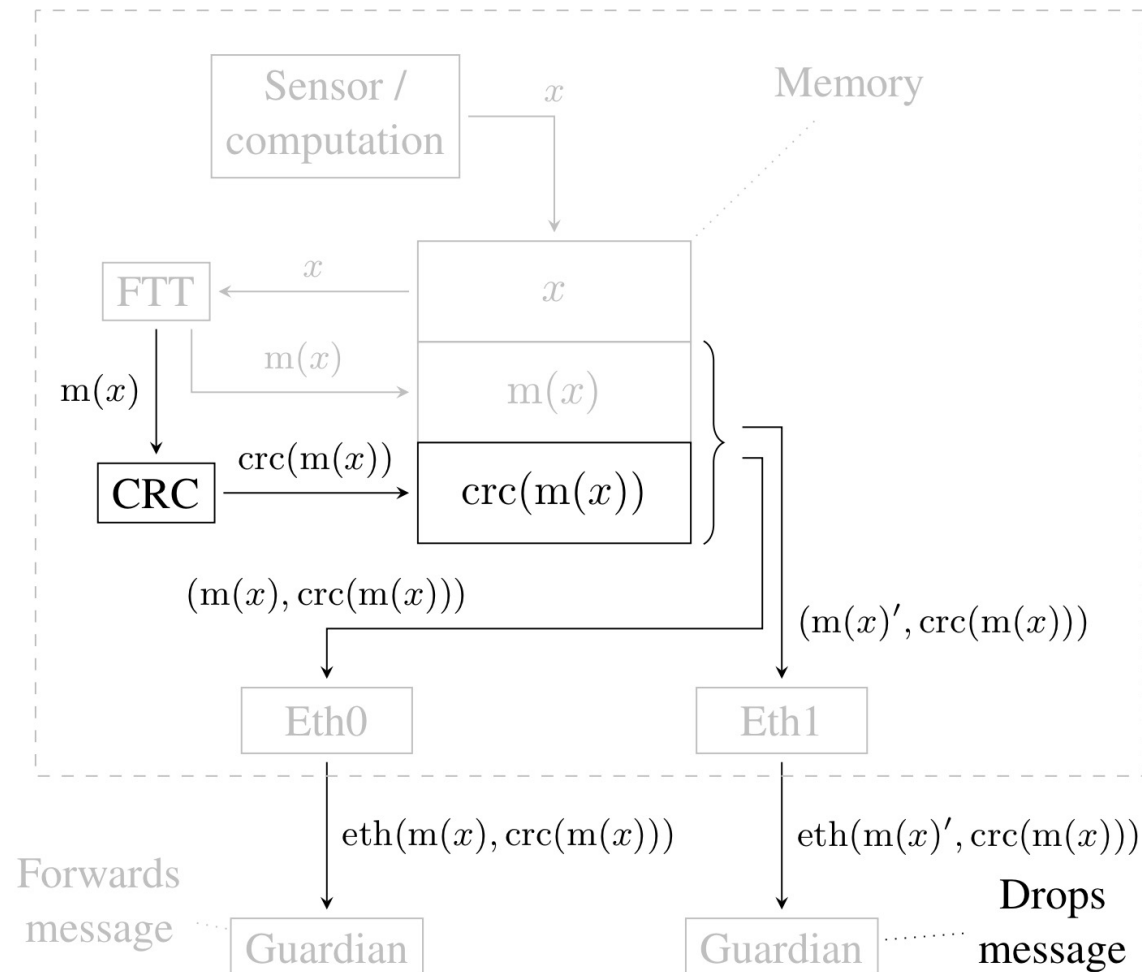 Sensor /
computation
x
Memory
x
x
FTT
m(x)
m(x)
m(x)
crc(m(x))
CRC
crc(m(x))
(m(x), crc(m(x)))
(m(x)′, crc(m(x)))
Eth0
Eth1
eth(m(x), crc(m(x)))
eth(m(x)′, crc(m(x)))
Forwards
message
Drops
message
Guardian
Guardian